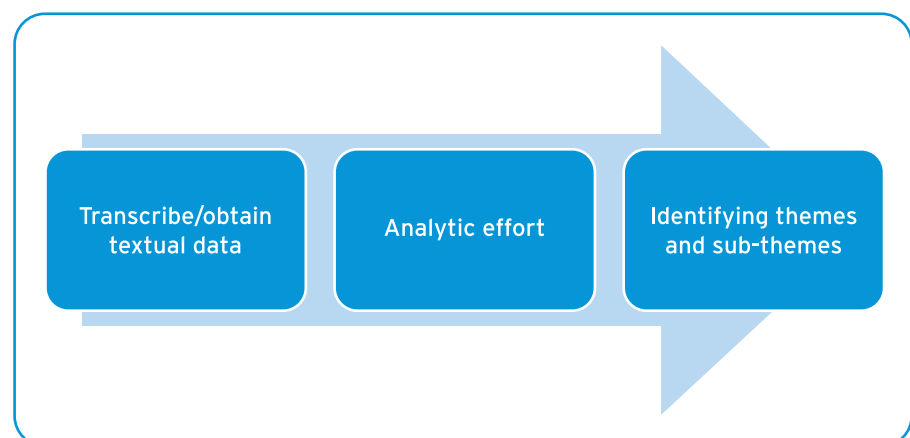 Transcribe/obtain
textual data
Analytic effort
Identifying themes
and sub-themes